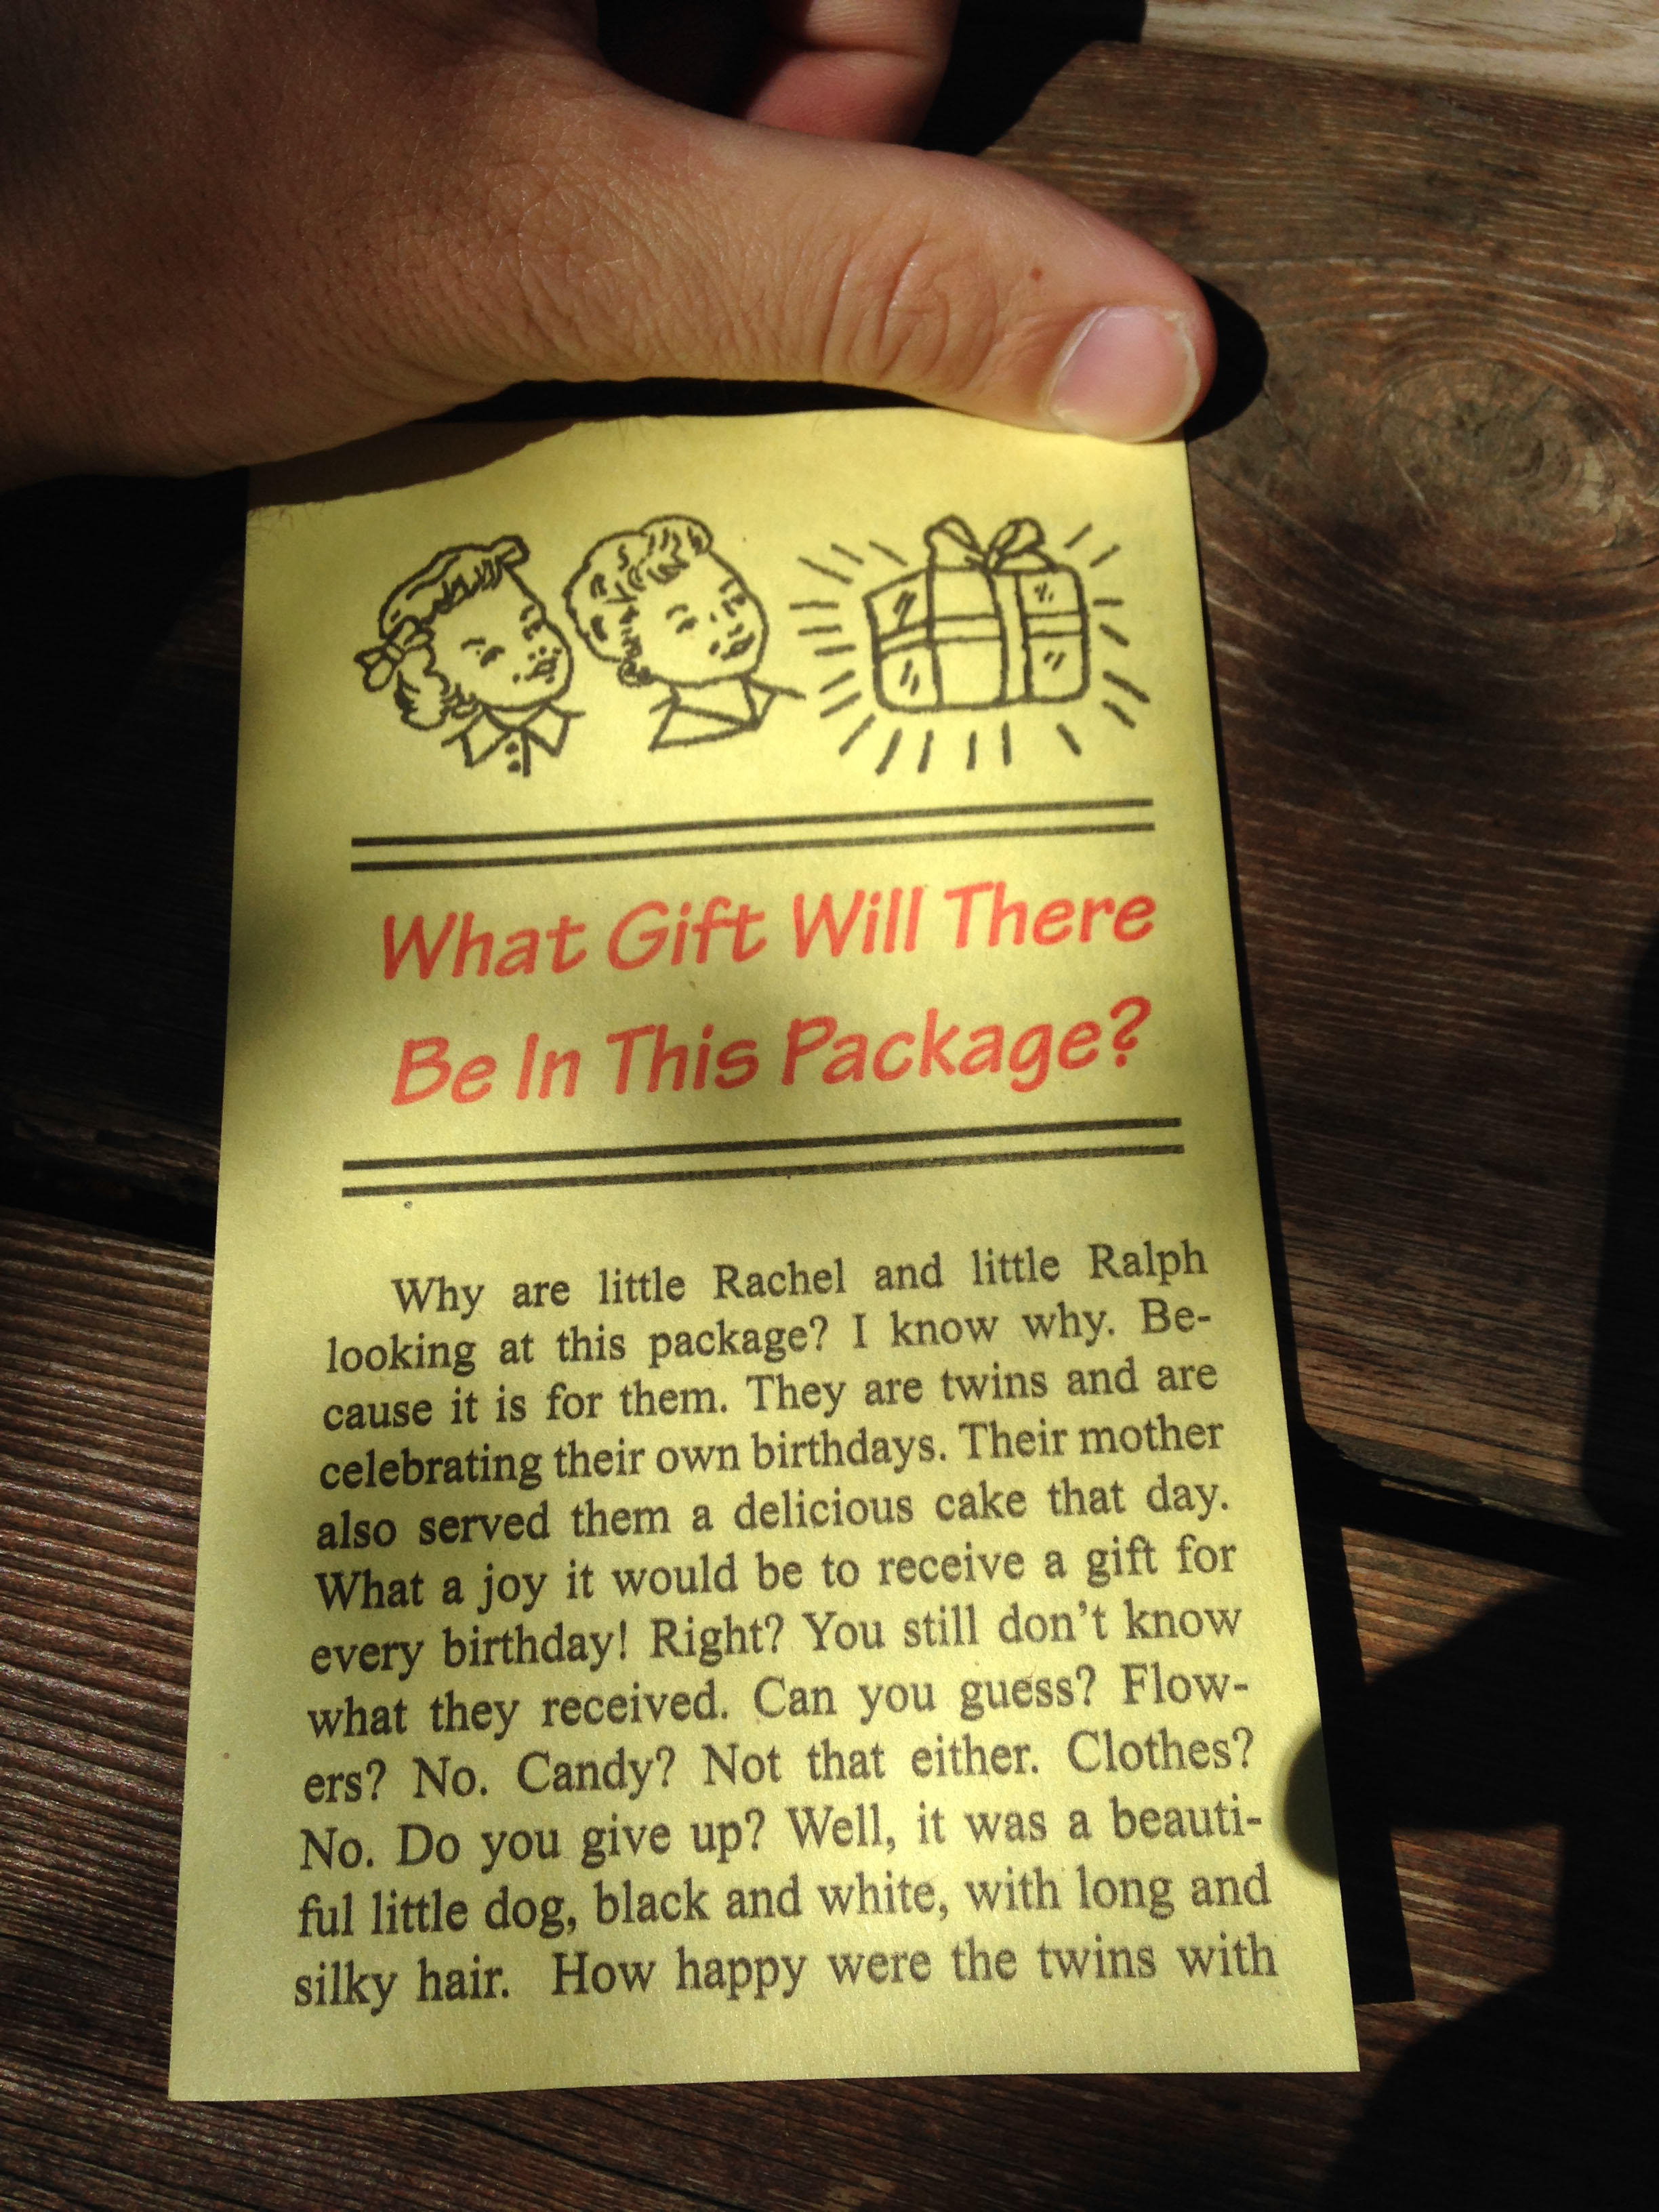 What Gift Will There
Be In This Package?
Why are little Rachel and little Ralph
looking at this package? I know why. Be-
cause it is for them. They are twins and are
celebrating their own birthdays. Their mother
also served them a delicious cake that day.
What a joy it would be to receive a gift for
every birthday! Right? You still don't know
what they received. Can you guess? Flow-
ers? No. Candy? Not that either. Clothes?
No. Do you give up? Well, it was a beauti-
ful little dog, black and white, with long and
silky hair. How happy were the twins with